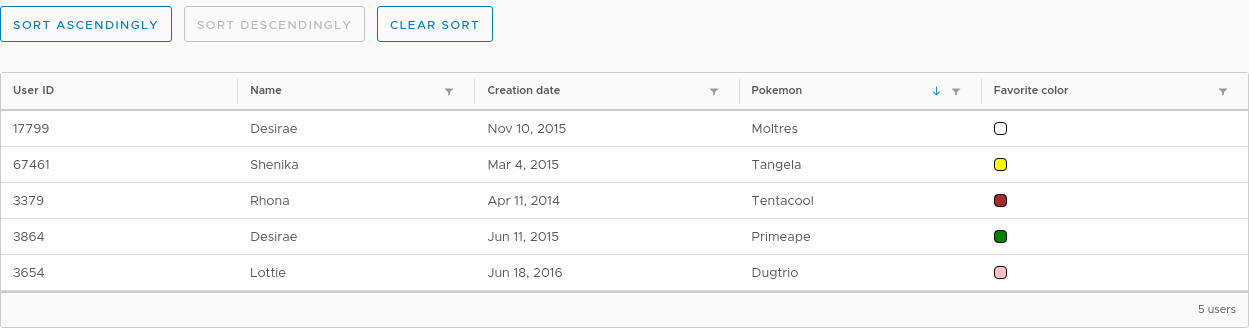 SORT ASCENDINGLY SORT DESCENDINGLY CLEAR SORT
User ID Name Creation date Pokemon Favorite color
17799 Desirae Nov 10, 2015 Moltres
67461 Shenika Mar 4, 2015 Tangela
3379 Rhona Apr 11, 2014 Tentacool
3864 Desirae Jun 11, 2015 Primeape
3654 Lottie Jun 18, 2016 Dugtrio
5 users